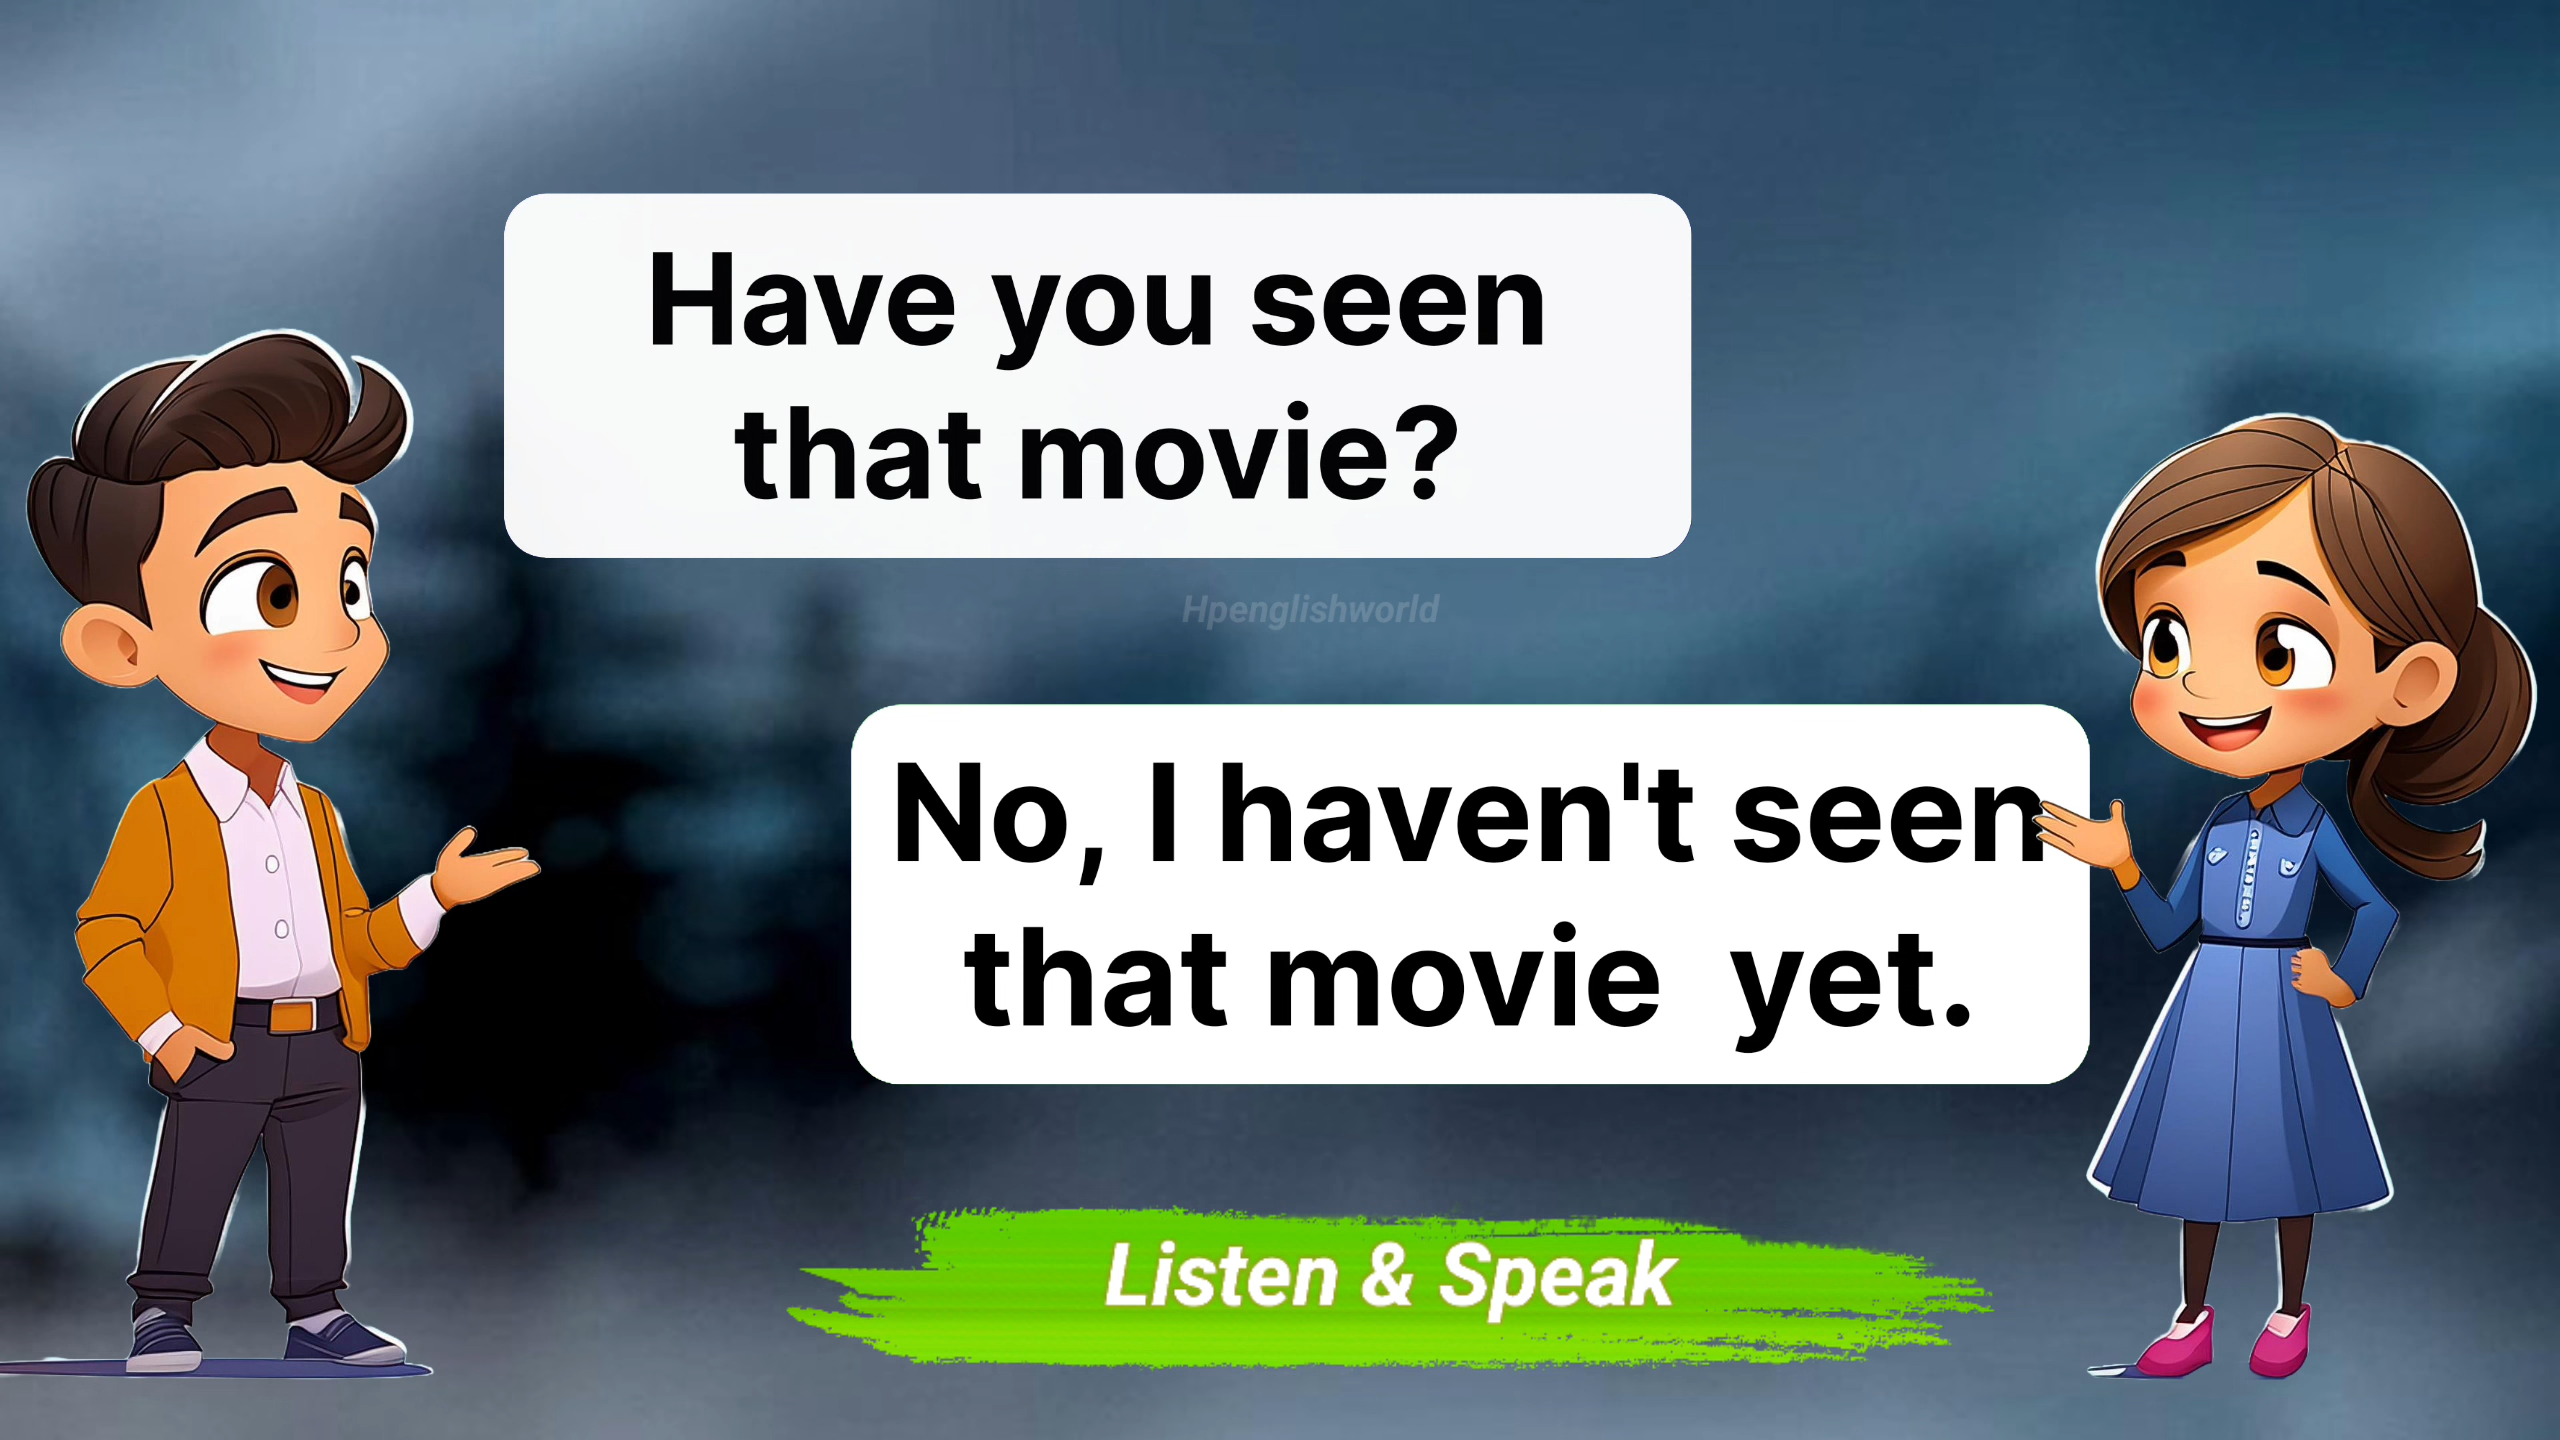 Have you seen
that movie?
Hpenglishworld
No, I haven't seen
that movie  yet.
Listen & Speak